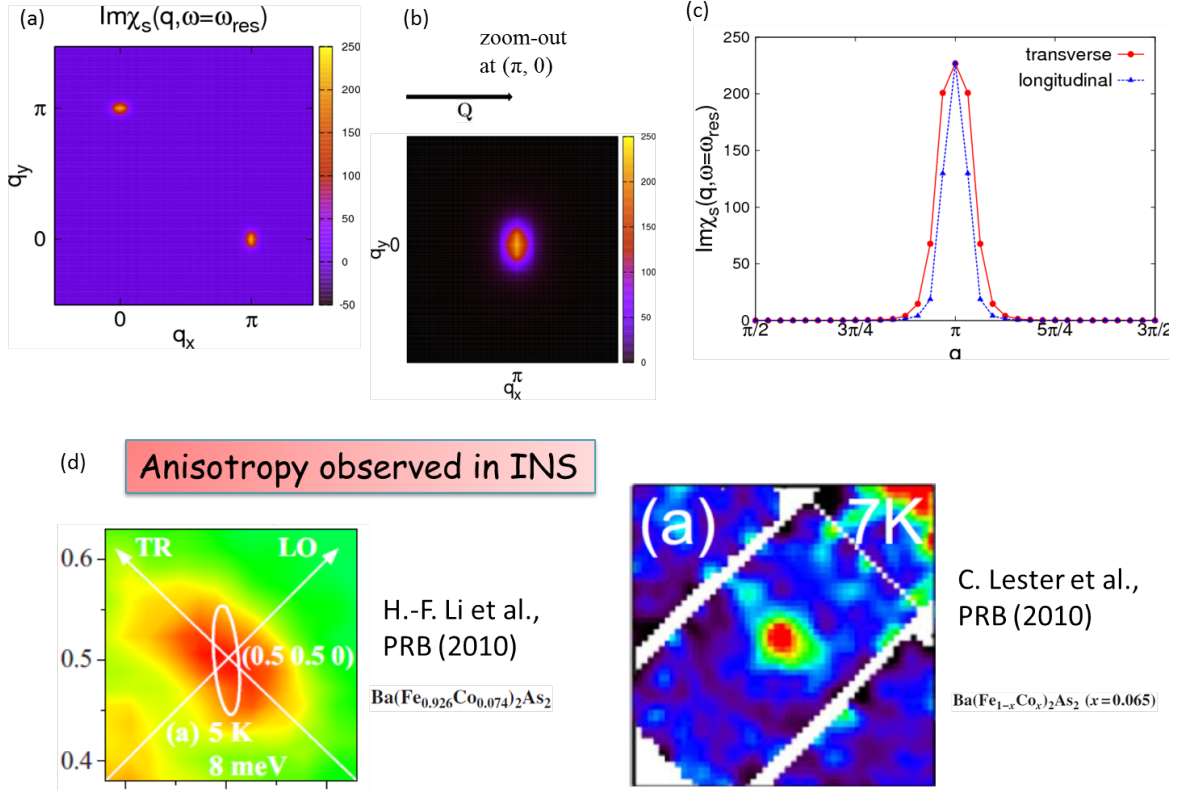 (a)
Imχs(q,ω=ωres)
250
200
150
100
50
0
-50
π
0
qy
0
π
qx
(b)
zoom-out
at (π, 0)
Q
250
200
150
100
50
0
qy
0
π
qx
(c)
250
200
150
100
50
0
Imχs(q,ω=ωres)
transverse
longitudinal
π/2
3π/4
π
5π/4
3π/2
q
(d)
Anisotropy observed in INS
0.6
0.5
0.4
TR
LO
(0.5 0.5 0)
(a) 5 K
8 meV
H.-F. Li et al.,
PRB (2010)
Ba(Fe0.926Co0.074)2As2
(a)
7K
C. Lester et al.,
PRB (2010)
Ba(Fe1−xCox)2As2 (x=0.065)